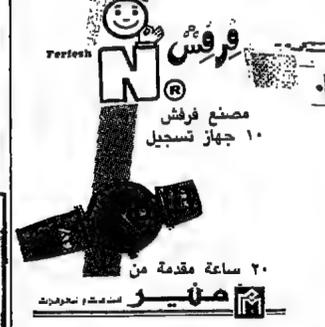 فرفش
Ferfesh
N®
مصنع فرفش
١٠ جهاز تسجيل
٢٠ ساعة مقدمة من
منير